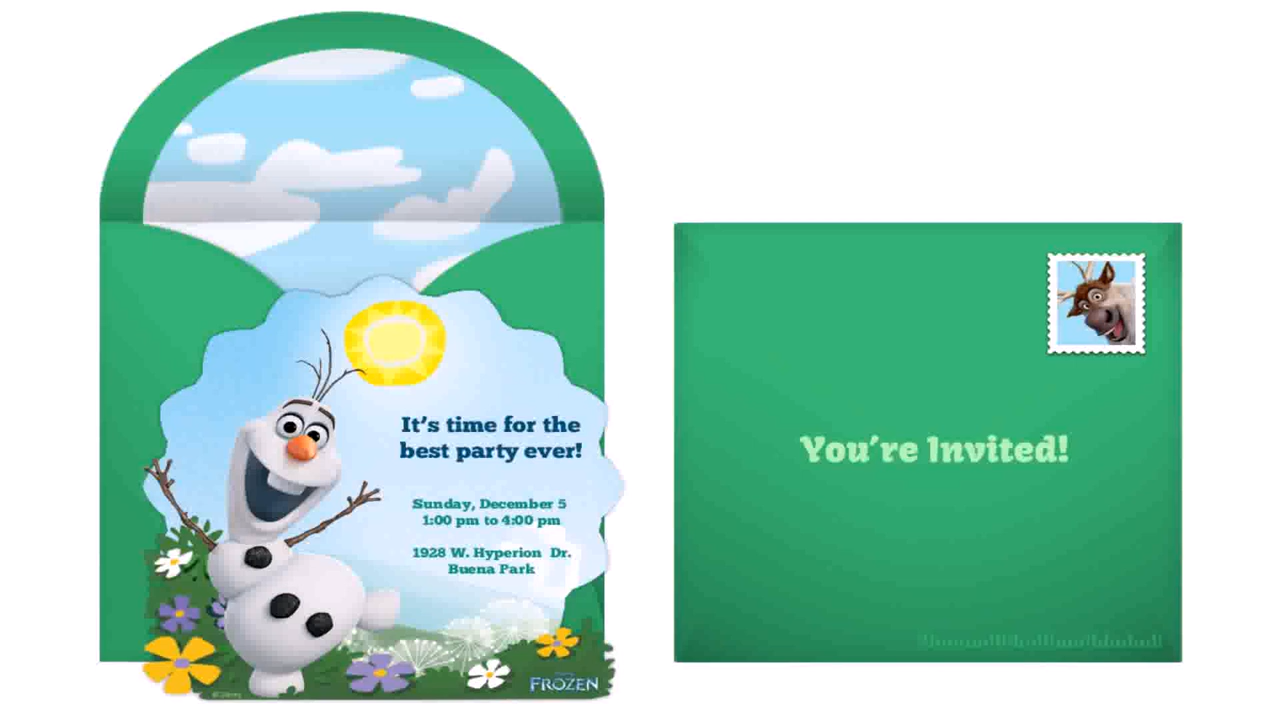 It's time for the
best party ever!
Sunday, December 5
1:00 pm to 4:00 pm
1928 W. Hyperion Dr.
Buena Park
©Disney
FROZEN
You're Invited!